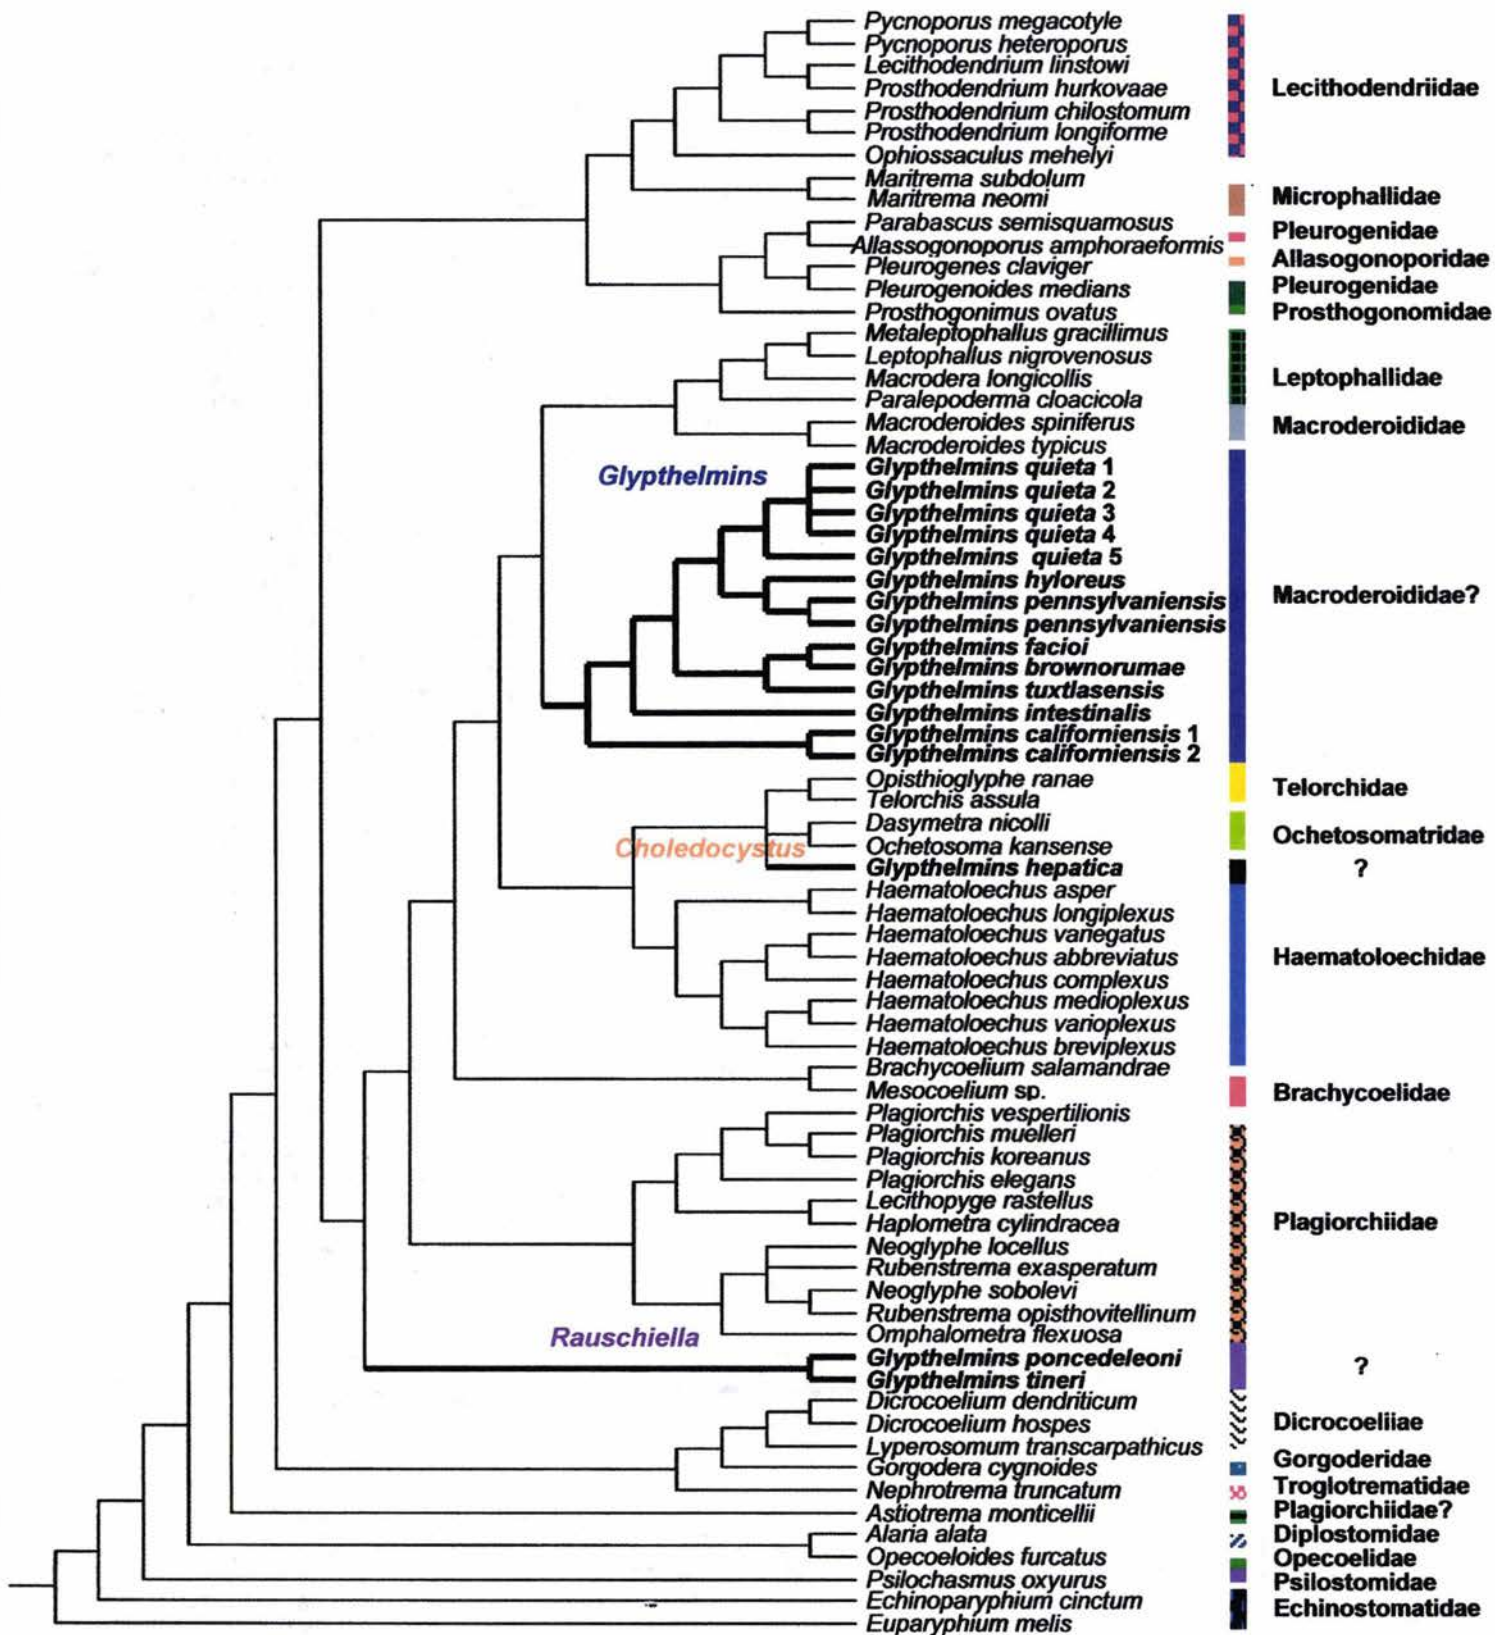 Pycnoporus megacotyle
Pycnoporus heteroporus
Lecithodendrium linstowi
Prosthodendrium hurkovaae
Lecithodendriidae
Prosthodendrium chilostomum
Prosthodendrium longiforme
Ophiossaculus mehelyi
Maritrema subdolum
Maritrema neomi
Microphallidae
Parabascus semisquamosus
Pleurogenidae
Allassogonoporus amphoraeformis
Allasogonoporidae
Pleurogenes claviger
Pleurogenoides medians
Pleurogenidae
Prosthogonimus ovatus
Prosthogonomidae
Metaleptophallus gracillimus
Leptophallus nigrovenosus
Macrodera longicollis
Leptophallidae
Paralepoderma cloacicola
Macroderoides spiniferus
Macroderoididae
Macroderoides typicus
Glypthelmins
Glypthelmins quieta 1
Glypthelmins quieta 2
Glypthelmins quieta 3
Glypthelmins quieta 4
Glypthelmins quieta 5
Glypthelmins hyloreus
Glypthelmins pennsylvaniensis
Macroderoididae?
Glypthelmins pennsylvaniensis
Glypthelmins facioi
Glypthelmins brownorumae
Glypthelmins tuxtlasensis
Glypthelmins intestinalis
Glypthelmins californiensis 1
Glypthelmins californiensis 2
Opisthioglyphe ranae
Telorchidae
Telorchis assula
Dasymetra nicolli
Ochetosomatridae
Ochetosoma kansense
Choledocystus
Glypthelmins hepatica
?
Haematoloechus asper
Haematoloechus longiplexus
Haematoloechus variegatus
Haematoloechus abbreviatus
Haematoloechidae
Haematoloechus complexus
Haematoloechus medioplexus
Haematoloechus varioplexus
Haematoloechus breviplexus
Brachycoelium salamandrae
Mesocoelium sp.
Brachycoelidae
Plagiorchis vespertilionis
Plagiorchis muelleri
Plagiorchis koreanus
Plagiorchis elegans
Lecithopyge rastellus
Haplometra cylindracea
Plagiorchiidae
Neoglyphe locellus
Rubenstrema exasperatum
Neoglyphe sobolevi
Rubenstrema opisthovitellinum
Omphalometra flexuosa
Rauschiella
Glypthelmins poncedeleoni
?
Glypthelmins tineri
Dicrocoelium dendriticum
Dicrocoelium hospes
Dicrocoeliiae
Lyperosomum transcarpathicus
Gorgodera cygnoides
Gorgoderidae
Nephrotrema truncatum
Troglotrematidae
Astiotrema monticellii
Plagiorchiidae?
Alaria alata
Diplostomidae
Opecoeloides furcatus
Opecoelidae
Psilochasmus oxyurus
Psilostomidae
Echinoparyphium cinctum
Echinostomatidae
Euparyphium melis